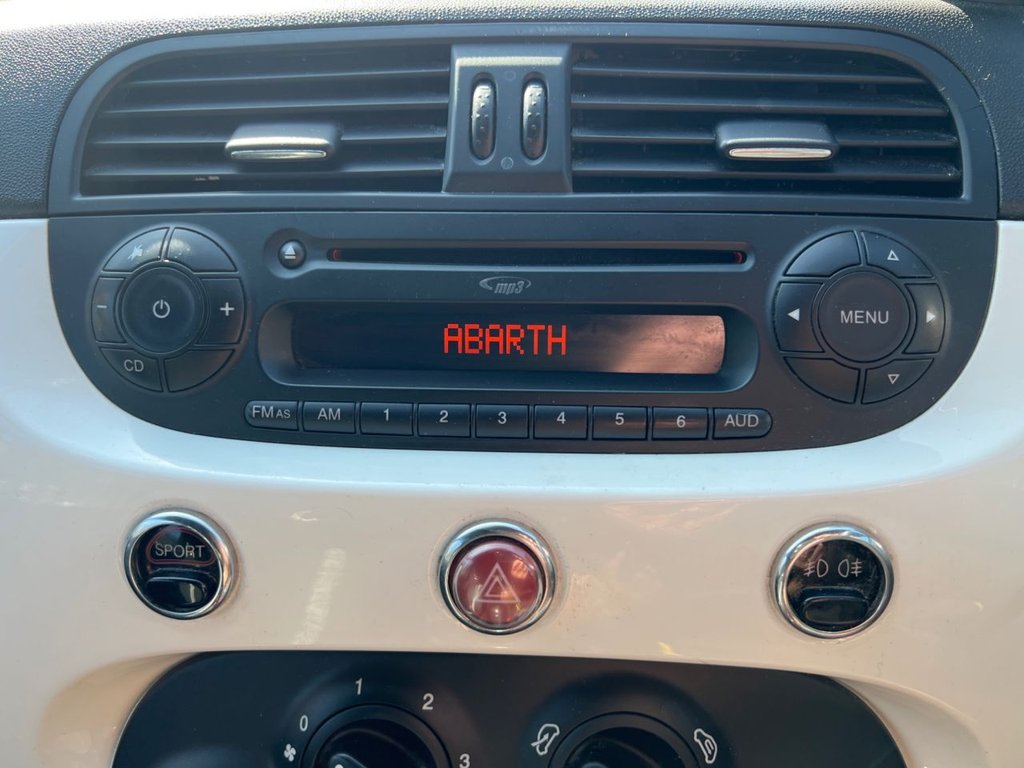 mp3
ABARTH
MENU
CD
− +
FM AS AM 1 2 3 4 5 6 AUD
SPORT
0 1 2 3